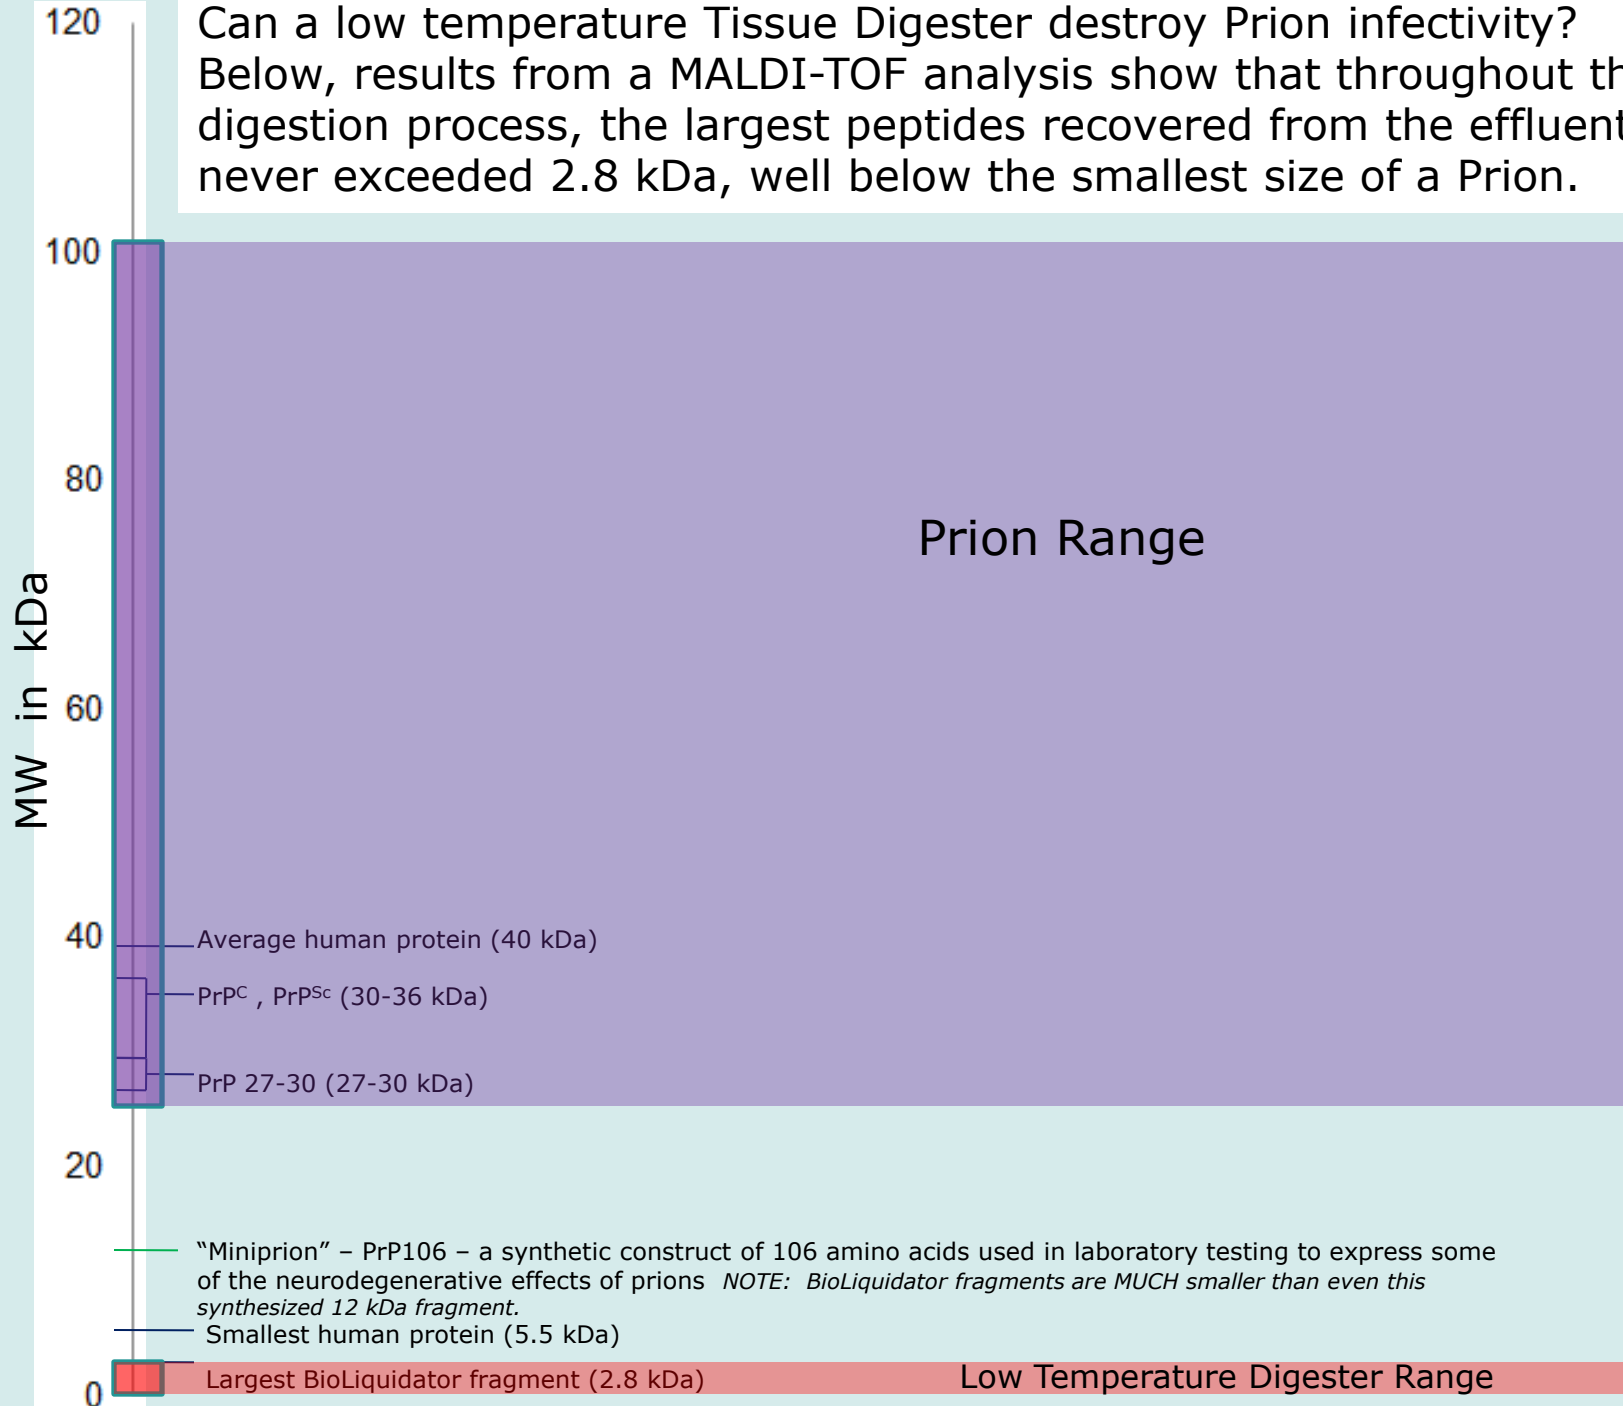 120
Can a low temperature Tissue Digester destroy Prion infectivity?
Below, results from a MALDI-TOF analysis show that throughout th
digestion process, the largest peptides recovered from the effluent
never exceeded 2.8 kDa, well below the smallest size of a Prion.
100
80
Prion Range
MW in kDa
60
40
Average human protein (40 kDa)
PrPᶜ , PrPˢᶜ (30-36 kDa)
PrP 27-30 (27-30 kDa)
20
“Miniprion” – PrP106 – a synthetic construct of 106 amino acids used in laboratory testing to express some
of the neurodegenerative effects of prions NOTE: BioLiquidator fragments are MUCH smaller than even this
synthesized 12 kDa fragment.
Smallest human protein (5.5 kDa)
Largest BioLiquidator fragment (2.8 kDa)
Low Temperature Digester Range
0